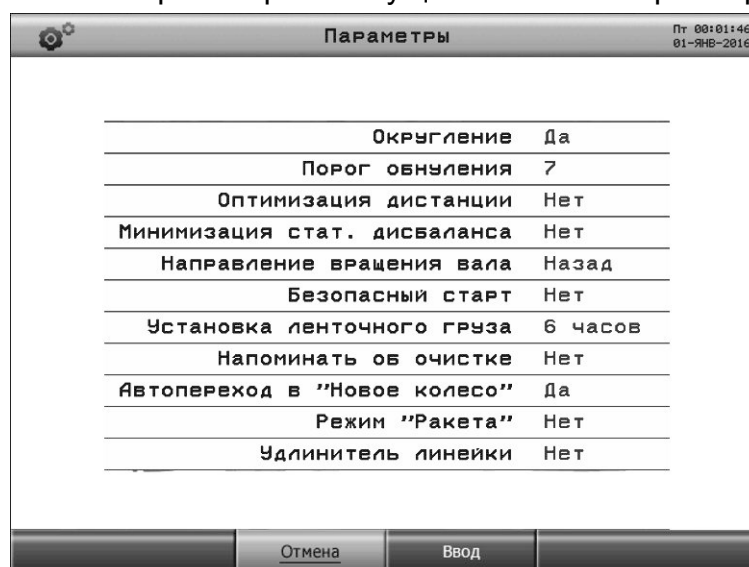 Параметры
Пт 00:01:46
01-ЯНВ-2016
Округление Да
Порог обнуления 7
Оптимизация дистанции Нет
Минимизация стат. дисбаланса Нет
Направление вращения вала Назад
Безопасный старт Нет
Установка ленточного груза 6 часов
Напоминать об очистке Нет
Автопереход в "Новое колесо" Да
Режим "Ракета" Нет
Удлинитель линейки Нет
Отмена Ввод